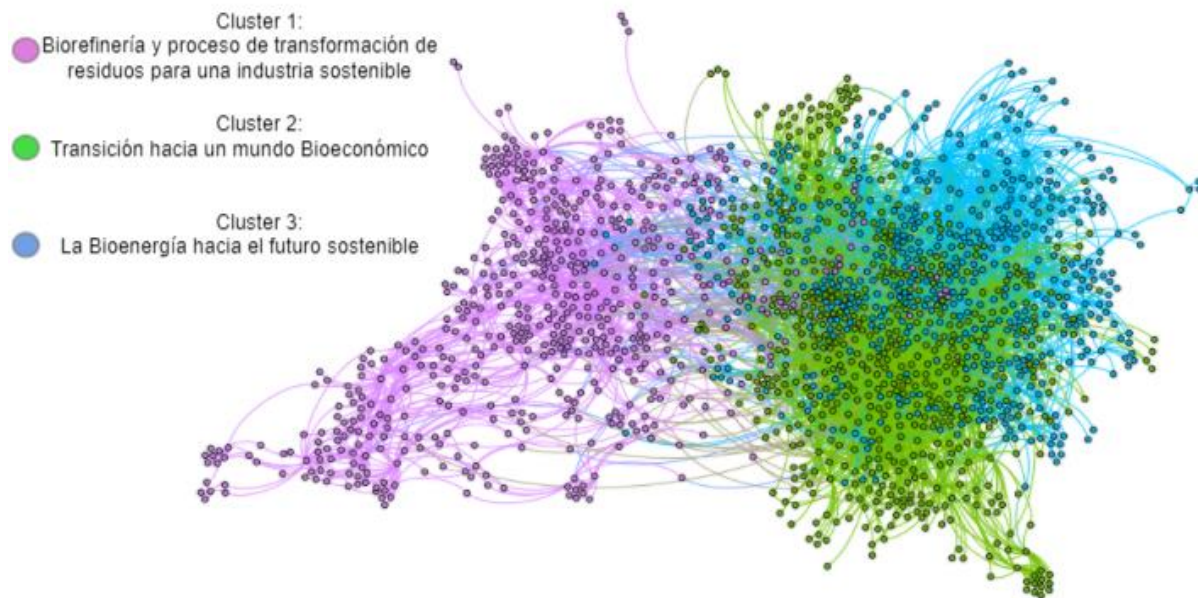 Cluster 1:
Biorefinería y proceso de transformación de
residuos para una industria sostenible
Cluster 2:
Transición hacia un mundo Bioeconómico
Cluster 3:
La Bioenergía hacia el futuro sostenible